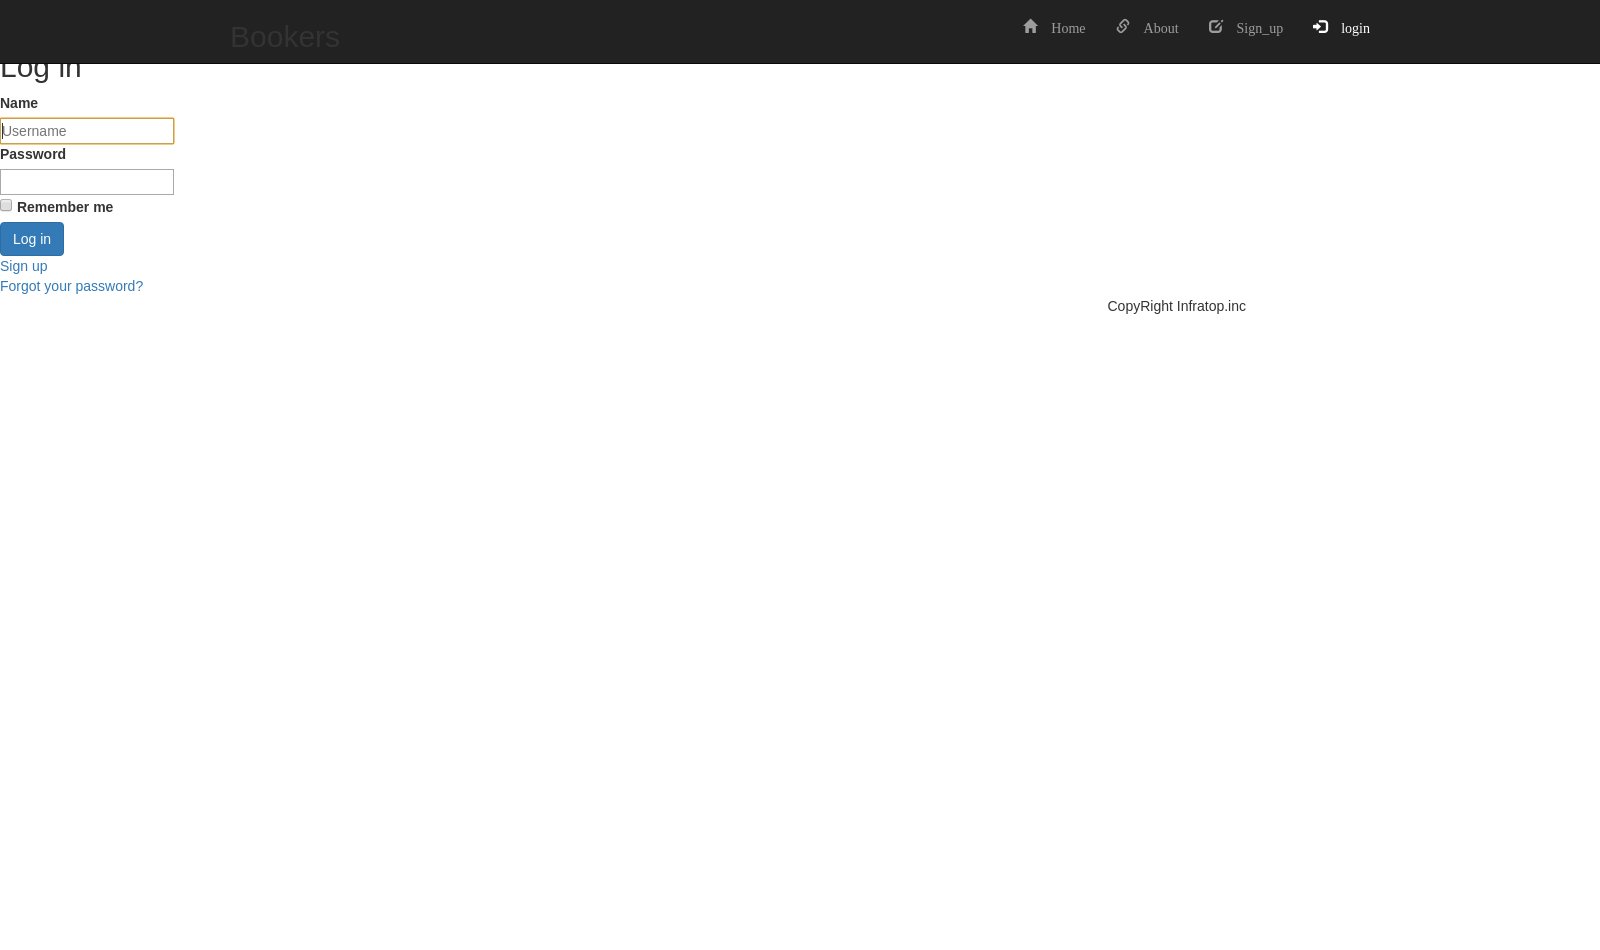 Bookers
Home About Sign_up login
Log in
Name
Username
Password
Remember me
Log in
Sign up
Forgot your password?
CopyRight Infratop.inc